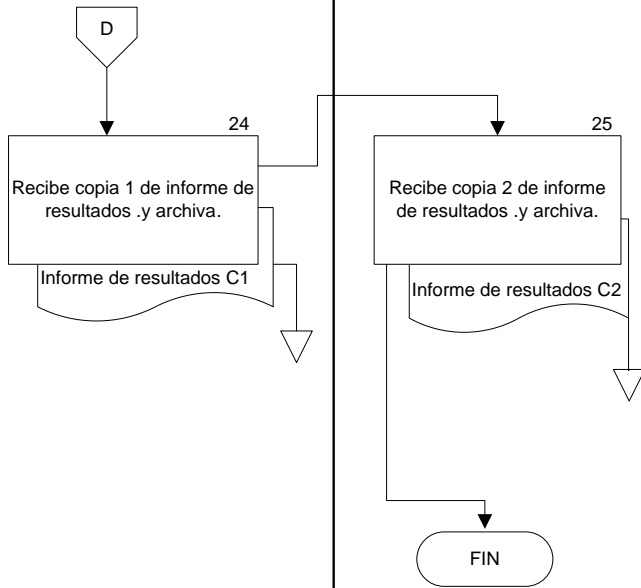 D
24
Recibe copia 1 de informe de
resultados .y archiva.
Informe de resultados C1
25
Recibe copia 2 de informe
de resultados .y archiva.
Informe de resultados C2
FIN